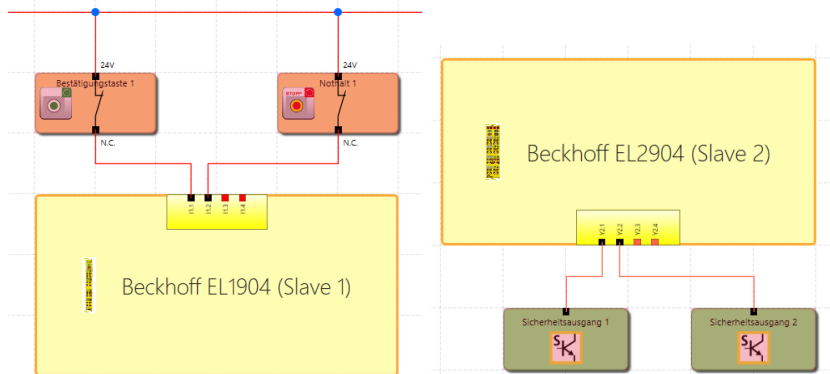 24V
24V
Bestätigungstaste 1
Nothalt 1
STOPP
N.C.
N.C.
I1.1
I1.2
I1.3
I1.4
Beckhoff EL1904 (Slave 1)
Beckhoff EL2904 (Slave 2)
Y2.1
Y2.2
Y2.3
Y2.4
Sicherheitsausgang 1
Sicherheitsausgang 2
S
S